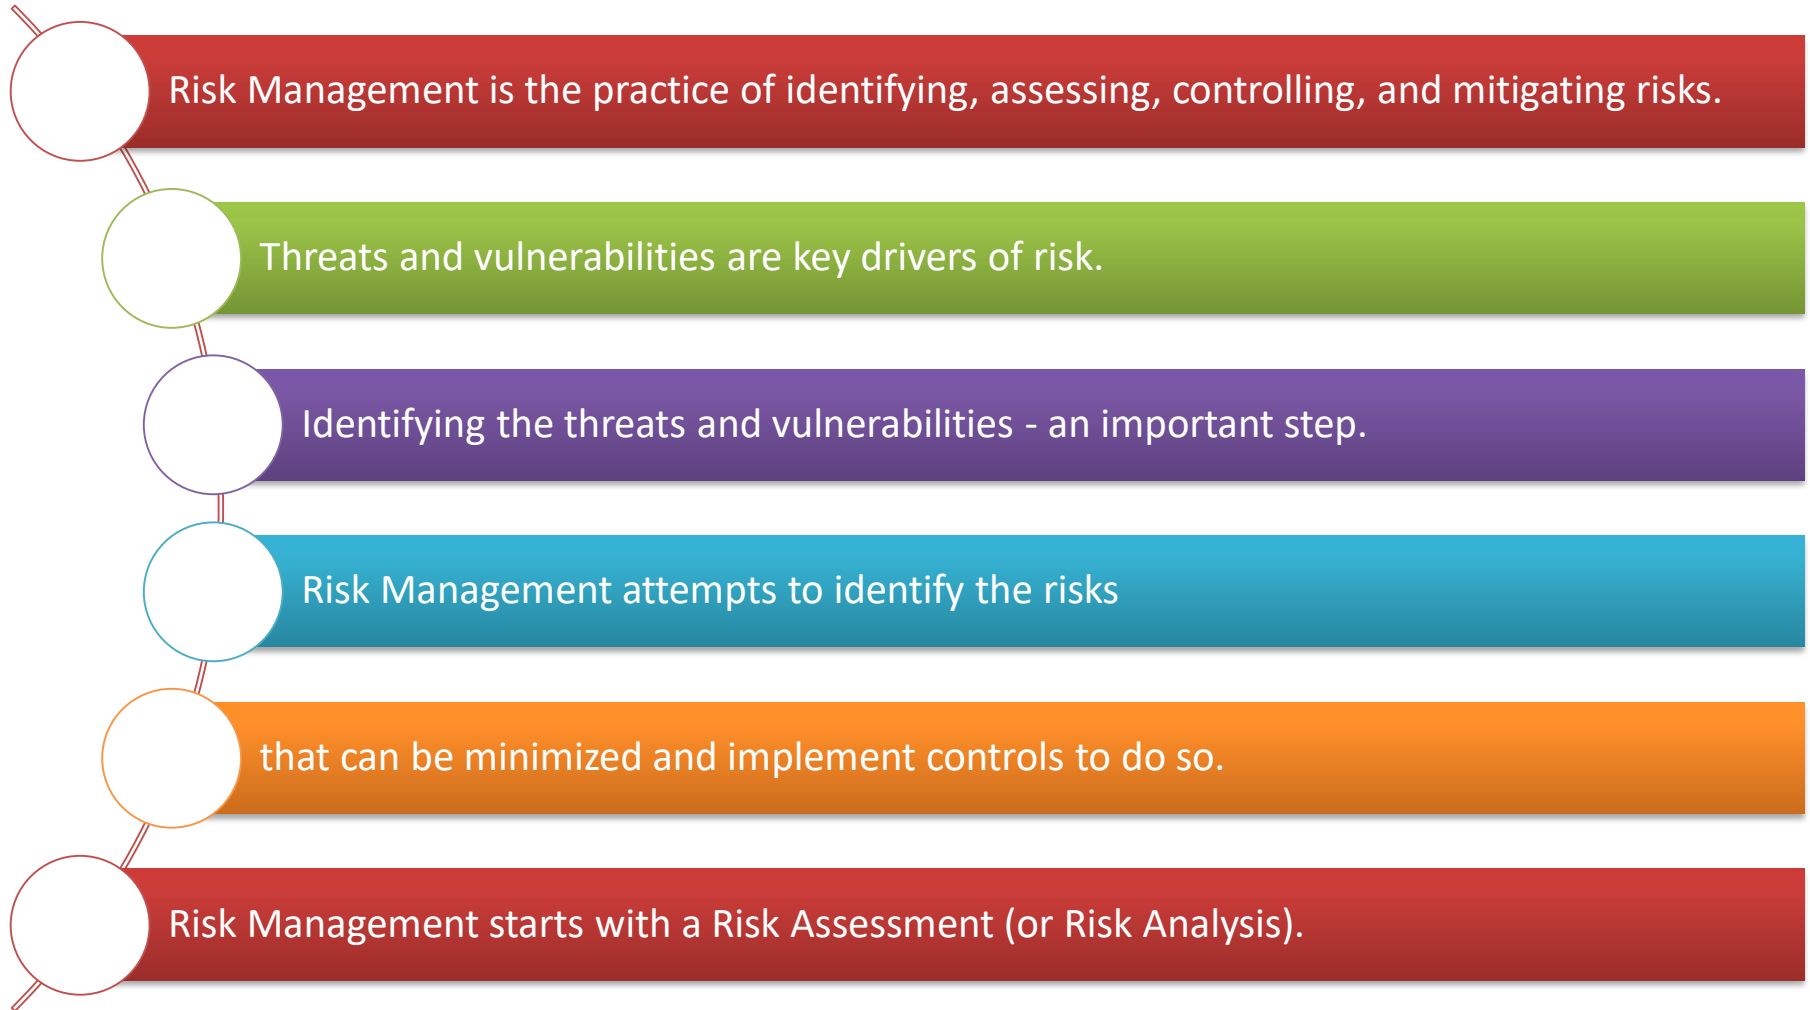 Risk Management is the practice of identifying, assessing, controlling, and mitigating risks.
Threats and vulnerabilities are key drivers of risk.
Identifying the threats and vulnerabilities - an important step.
Risk Management attempts to identify the risks
that can be minimized and implement controls to do so.
Risk Management starts with a Risk Assessment (or Risk Analysis).